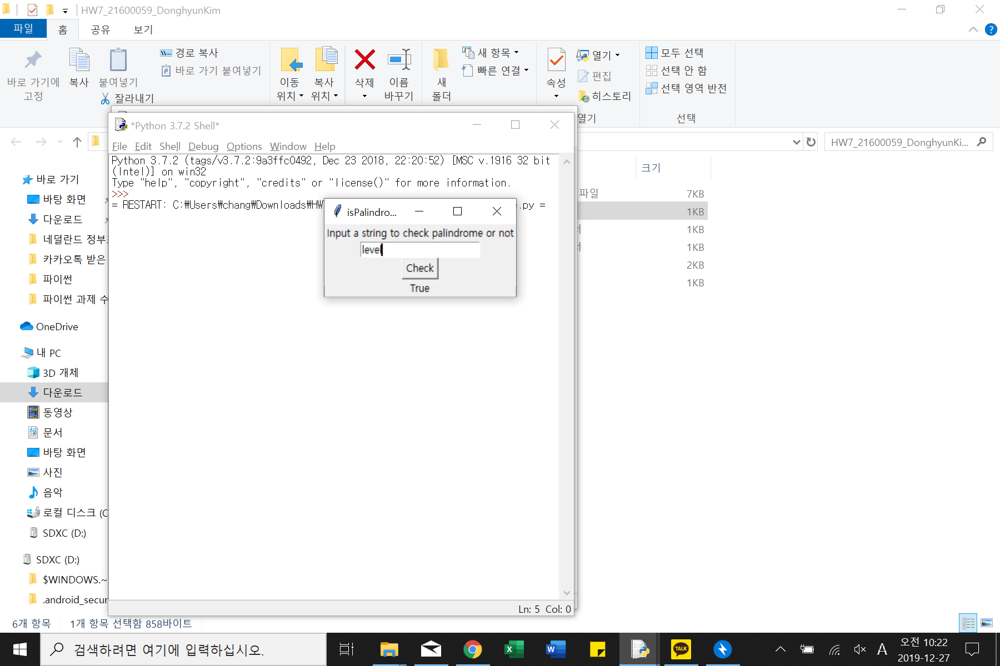 HW7_21600059_DonghyunKim
파일 홈 공유 보기
바로 가기에 고정
복사
붙여넣기
경로 복사
바로 가기 붙여넣기
잘라내기
이동 위치
복사 위치
삭제
이름 바꾸기
새 폴더
새 항목
빠른 연결
속성
열기
편집
히스토리
모두 선택
선택 안 함
선택 영역 반전
열기
선택
HW7_21600059_DonghyunKi...
*Python 3.7.2 Shell*
File Edit Shell Debug Options Window Help
Python 3.7.2 (tags/v3.7.2:9a3ffc0492, Dec 23 2018, 22:20:52) [MSC v.1916 32 bit
(Intel)] on win32
Type "help", "copyright", "credits" or "license()" for more information.
>>>
= RESTART: C:₩Users₩chang₩Downloads₩HW .py =
isPalindro...
Input a string to check palindrome or not
level
Check
True
Ln: 5 Col: 0
크기
파일 7KB
1KB
1KB
1KB
2KB
1KB
바로 가기
바탕 화면
다운로드
네덜란드 정부
카카오톡 받은
파이썬
파이썬 과제 수
OneDrive
내 PC
3D 개체
다운로드
동영상
문서
바탕 화면
사진
음악
로컬 디스크 (C
SDXC (D:)
SDXC (D:)
$WINDOWS.~
.android_secur
6개 항목 1개 항목 선택함 858바이트
검색하려면 여기에 입력하십시오.
TALK
A
오전 10:22
2019-12-27